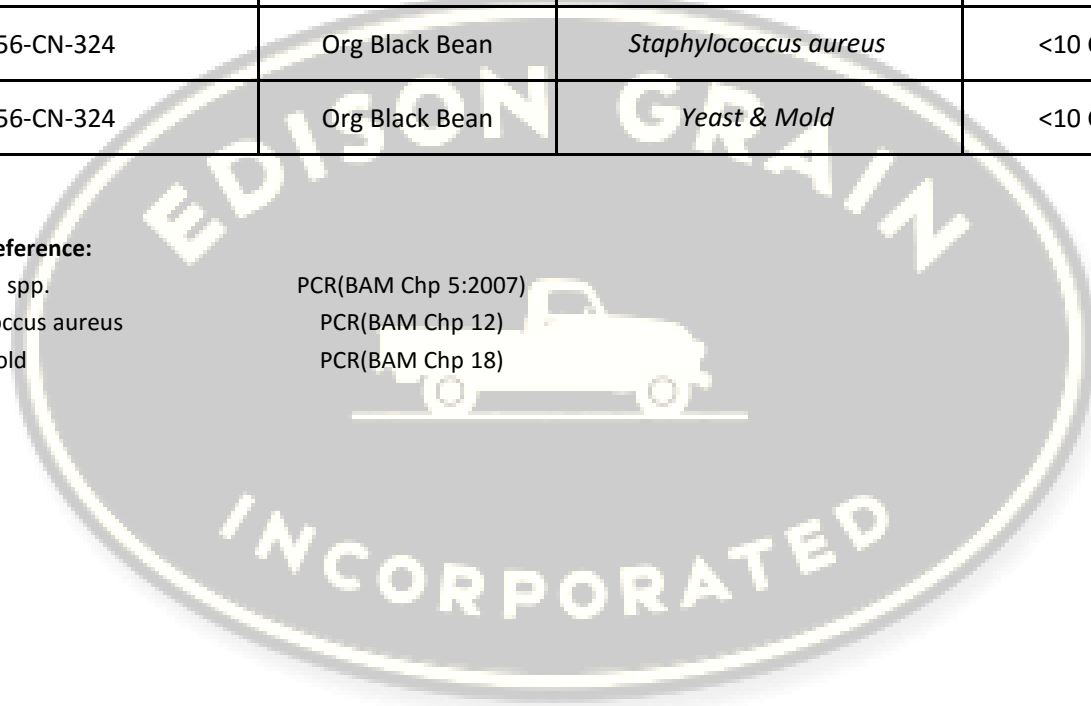 56-CN-324 Org Black Bean Staphylococcus aureus <10
56-CN-324 Org Black Bean Yeast & Mold <10
eference:
spp. PCR(BAM Chp 5:2007)
occus aureus PCR(BAM Chp 12)
old PCR(BAM Chp 18)
EDISON GRAIN
INCORPORATED